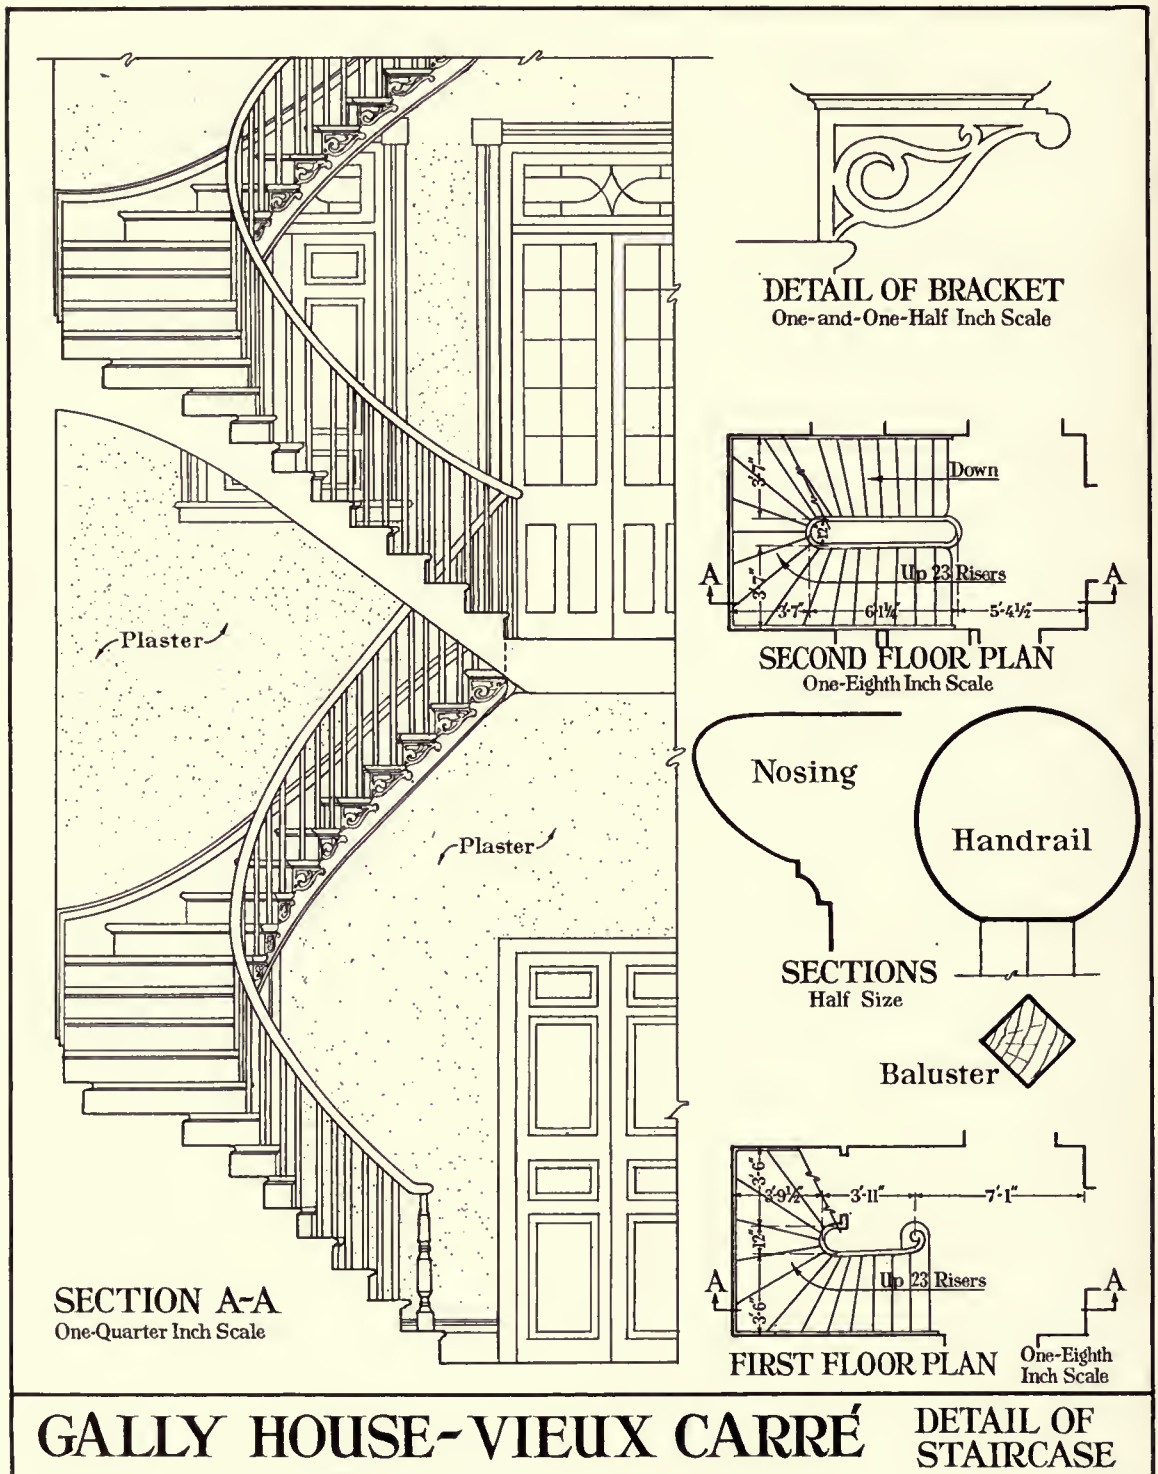 DETAIL OF BRACKET
One-and-One-Half Inch Scale
3'-7"
Down
12"
A
A
3'-7"
Up 23 Risers
3'-7"
6'-1¼"
5'-4½"
SECOND FLOOR PLAN
One-Eighth Inch Scale
Plaster
Plaster
Nosing
Handrail
SECTIONS
Half Size
Baluster
3'-6"
3'-9½"
3'-11"
7'-1"
12"
A
A
Up 23 Risers
3'-6"
FIRST FLOOR PLAN
One-Eighth
Inch Scale
SECTION A-A
One-Quarter Inch Scale
GALLY HOUSE-VIEUX CARRÉ
DETAIL OF
STAIRCASE